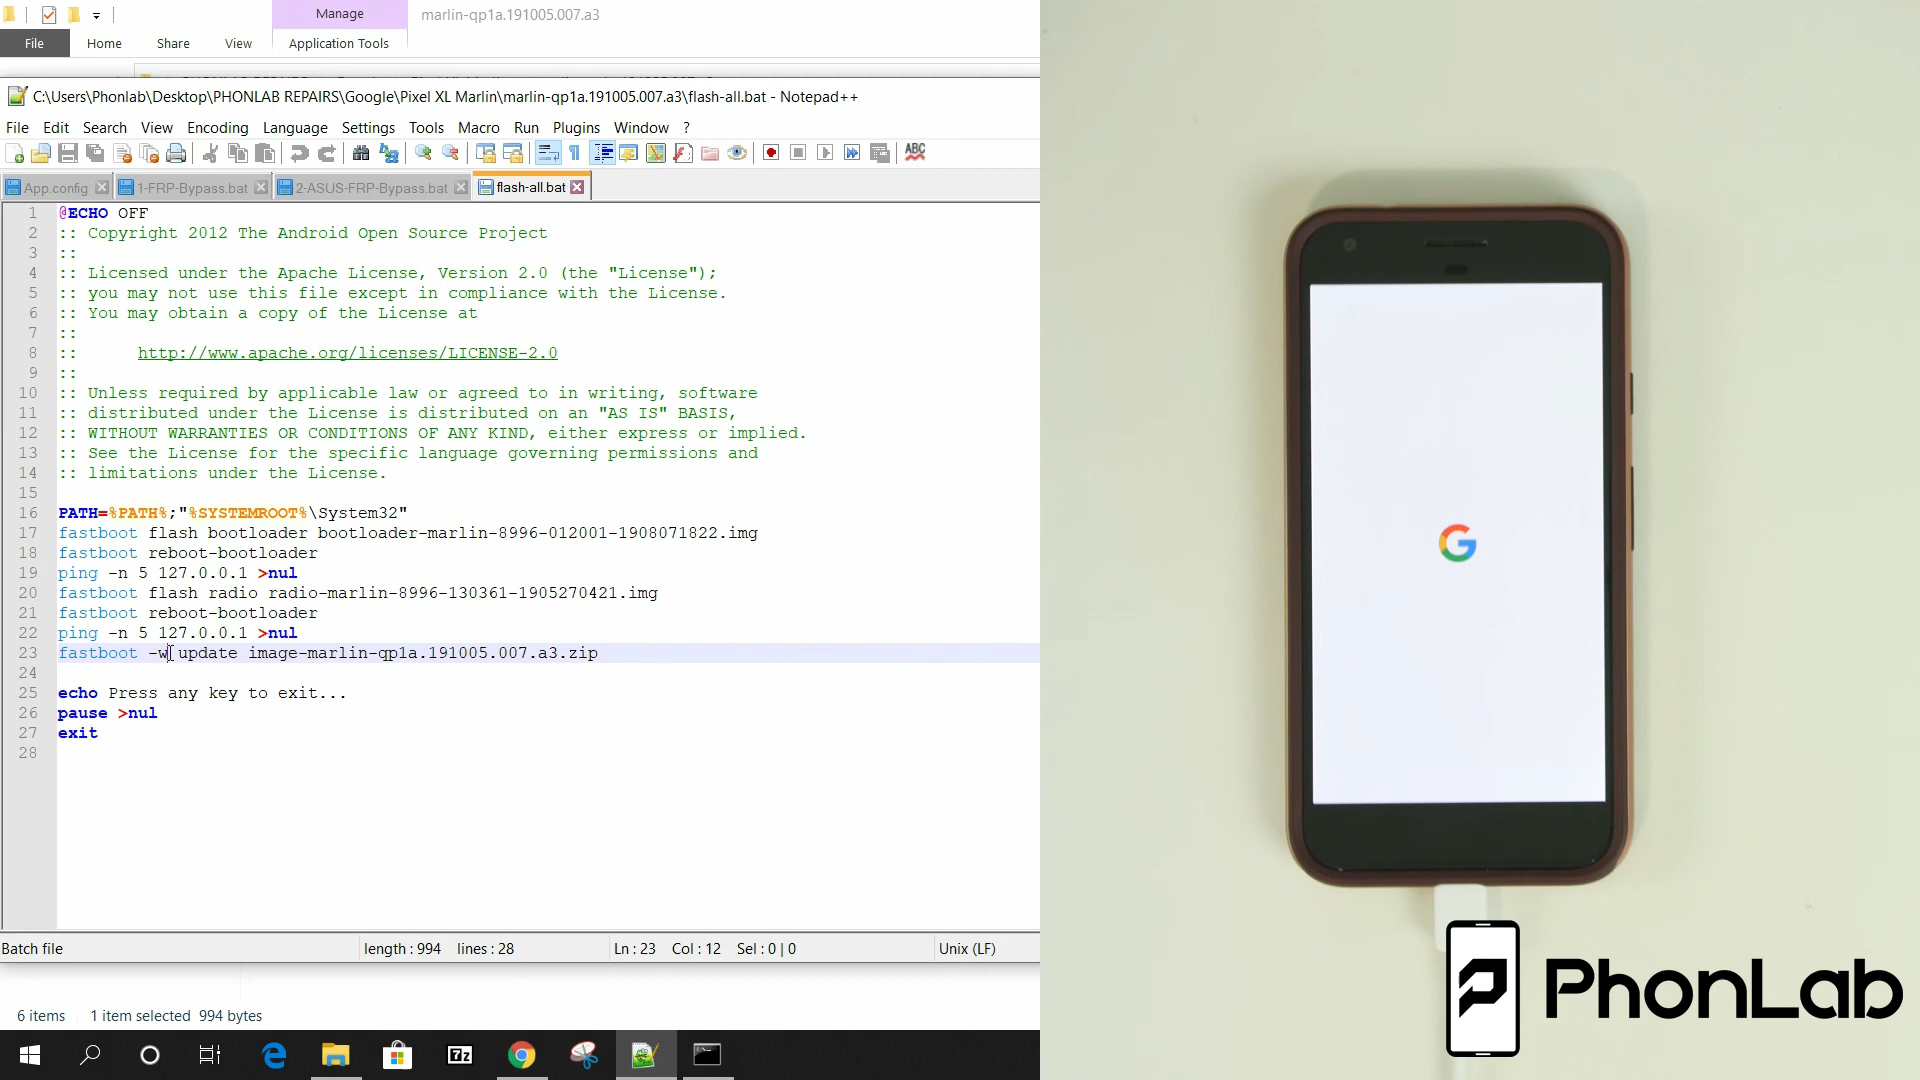 Manage
marlin-qp1a.191005.007.a3
File
Home
Share
View
Application Tools
C:\Users\Phonlab\Desktop\PHONLAB REPAIRS\Google\Pixel XL Marlin\marlin-qp1a.191005.007.a3\flash-all.bat - Notepad++
File Edit Search View Encoding Language Settings Tools Macro Run Plugins Window ?
ABC
App.config
1-FRP-Bypass.bat
2-ASUS-FRP-Bypass.bat
flash-all.bat
1 @ECHO OFF
2 :: Copyright 2012 The Android Open Source Project
3 ::
4 :: Licensed under the Apache License, Version 2.0 (the "License");
5 :: you may not use this file except in compliance with the License.
6 :: You may obtain a copy of the License at
7 ::
8 :: http://www.apache.org/licenses/LICENSE-2.0
9 ::
10 :: Unless required by applicable law or agreed to in writing, software
11 :: distributed under the License is distributed on an "AS IS" BASIS,
12 :: WITHOUT WARRANTIES OR CONDITIONS OF ANY KIND, either express or implied.
13 :: See the License for the specific language governing permissions and
14 :: limitations under the License.
15
16 PATH=%PATH%;"%SYSTEMROOT%\System32"
17 fastboot flash bootloader bootloader-marlin-8996-012001-1908071822.img
18 fastboot reboot-bootloader
19 ping -n 5 127.0.0.1 >nul
20 fastboot flash radio radio-marlin-8996-130361-1905270421.img
21 fastboot reboot-bootloader
22 ping -n 5 127.0.0.1 >nul
23 fastboot -w update image-marlin-qp1a.191005.007.a3.zip
24
25 echo Press any key to exit...
26 pause >nul
27 exit
28
Batch file
length : 994 lines : 28
Ln : 23 Col : 12 Sel : 0 | 0
Unix (LF)
6 items 1 item selected 994 bytes
7z
G
PhonLab